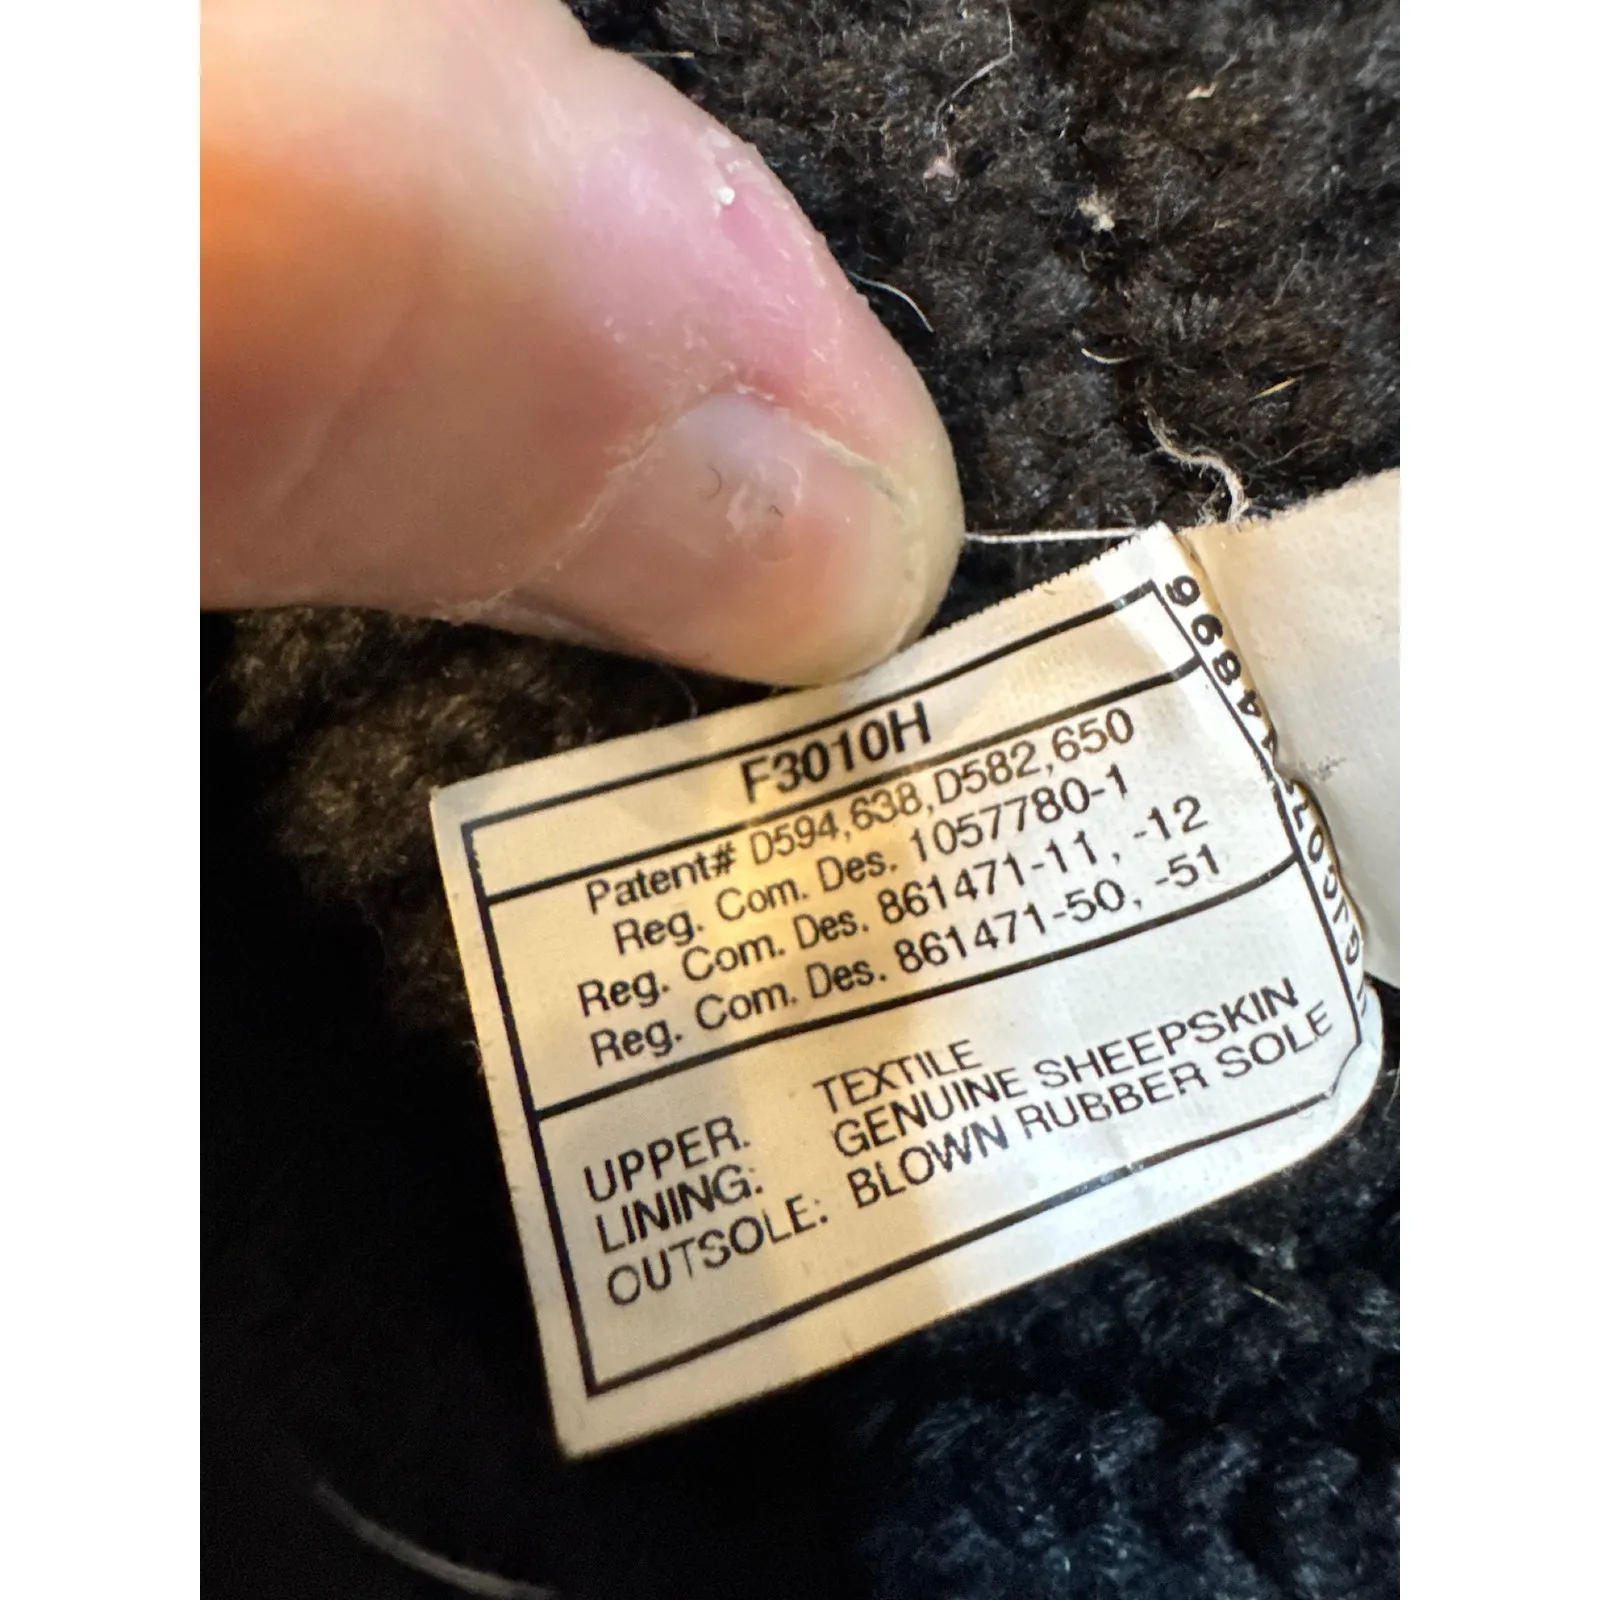 F3010H
Patent# D594,638,D582,650
Reg. Com. Des. 1057780-1
Reg. Com. Des. 861471-11, -12
Reg. Com. Des. 861471-50, -51
UPPER. TEXTILE
LINING: GENUINE SHEEPSKIN
OUTSOLE: BLOWN RUBBER SOLE